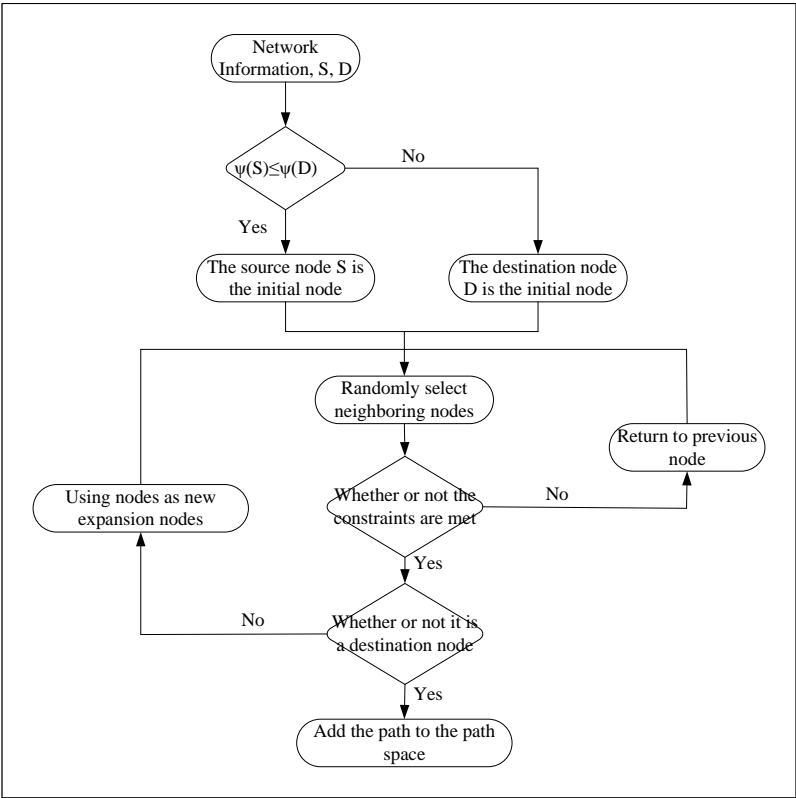 Network
Information, S, D
ψ(S)≤ψ(D)
No
Yes
The source node S is
the initial node
The destination node
D is the initial node
Randomly select
neighboring nodes
Return to previous
node
Using nodes as new
expansion nodes
Whether or not the
constraints are met
No
Yes
Whether or not it is
a destination node
No
Yes
Add the path to the path
space